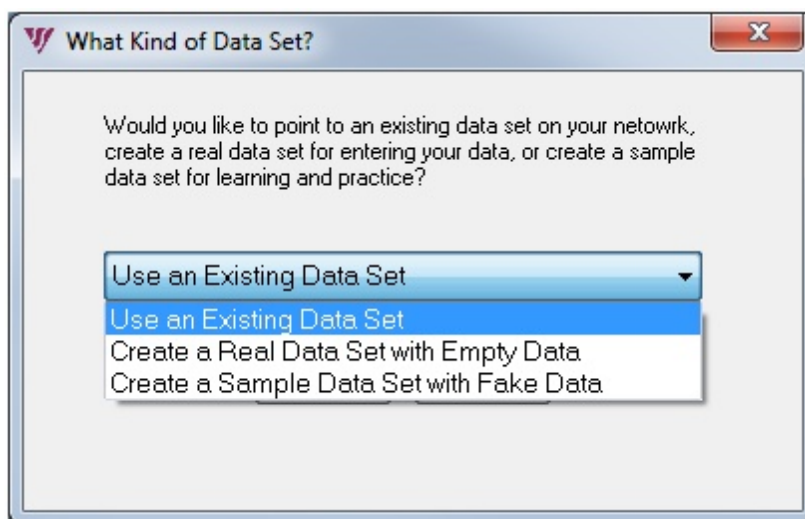 What Kind of Data Set?
Would you like to point to an existing data set on your netowrk,
create a real data set for entering your data, or create a sample
data set for learning and practice?
Use an Existing Data Set
Use an Existing Data Set
Create a Real Data Set with Empty Data
Create a Sample Data Set with Fake Data